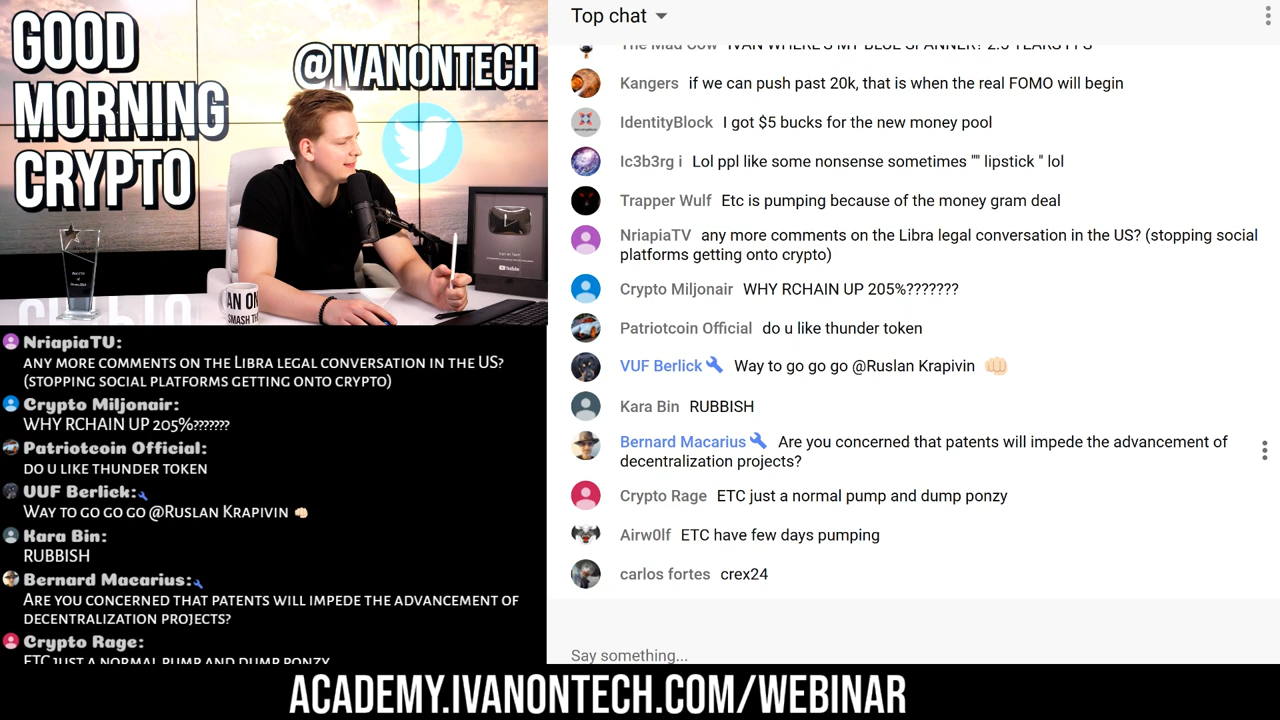 GOOD
MORNING
CRYPTO
@IVANONTECH
YouTube
AN ON
SMASH TH
NriapiaTV:
any more comments on the Libra legal conversation in the US?
(stopping social platforms getting onto crypto)
Crypto Miljonair:
WHY RCHAIN UP 205%???????
Patriotcoin Official:
do u like thunder token
VUF Berlick:
Way to go go go @Ruslan Krapivin 👊🏻
Kara Bin:
RUBBISH
Bernard Macarius:
Are you concerned that patents will impede the advancement of
decentralization projects?
Crypto Rage:
ETC just a normal pump and dump ponzy
Top chat
The Mad Cow IVAN WHERE'S MY BLUE SPANNER? 2.5 YEARS
Kangers if we can push past 20k, that is when the real FOMO will begin
IdentityBlock I got $5 bucks for the new money pool
Ic3b3rg i Lol ppl like some nonsense sometimes "" lipstick " lol
Trapper Wulf Etc is pumping because of the money gram deal
NriapiaTV any more comments on the Libra legal conversation in the US? (stopping social
platforms getting onto crypto)
Crypto Miljonair WHY RCHAIN UP 205%???????
Patriotcoin Official do u like thunder token
VUF Berlick Way to go go go @Ruslan Krapivin 👊🏻
Kara Bin RUBBISH
Bernard Macarius Are you concerned that patents will impede the advancement of
decentralization projects?
Crypto Rage ETC just a normal pump and dump ponzy
Airw0lf ETC have few days pumping
carlos fortes crex24
Say something...
ACADEMY.IVANONTECH.COM/WEBINAR